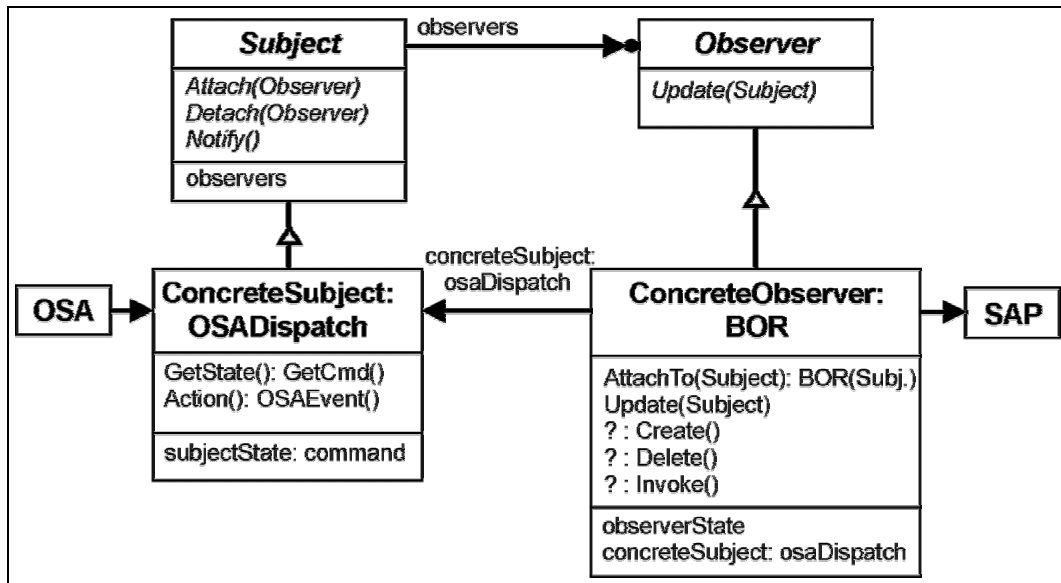 Subject
observers
Observer
Attach(Observer)
Detach(Observer)
Notify()
observers
Update(Subject)
concreteSubject:
osaDispatch
OSA
ConcreteSubject:
OSADispatch
GetState(): GetCmd()
Action(): OSAEvent()
subjectState: command
ConcreteObserver:
BOR
AttachTo(Subject): BOR(Subj.)
Update(Subject)
? : Create()
? : Delete()
? : Invoke()
observerState
concreteSubject: osaDispatch
SAP